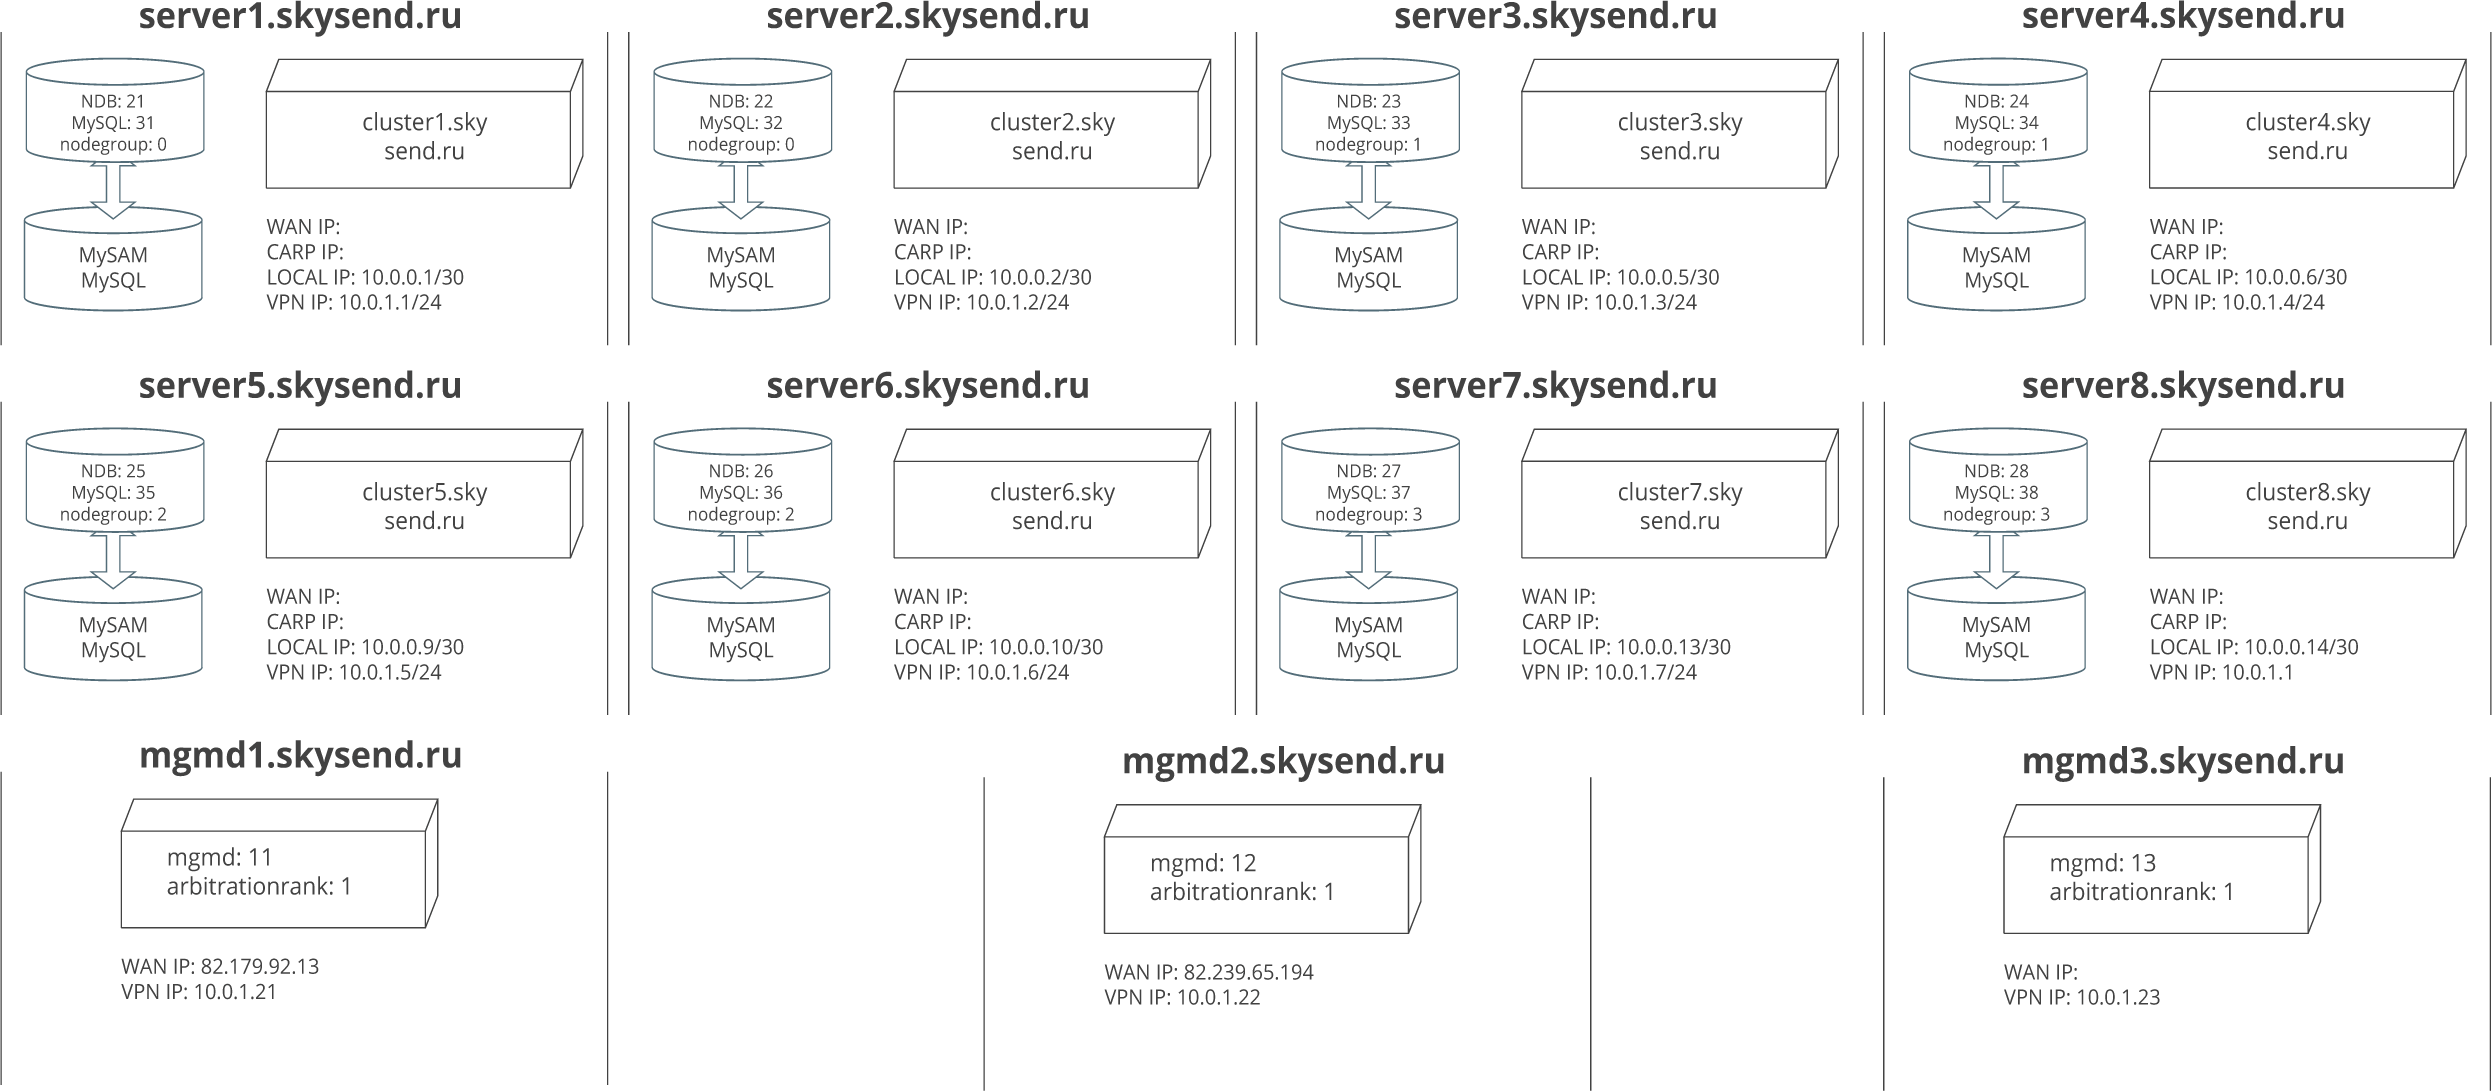 server1.skysend.ru
NDB: 21
MySQL: 31
nodegroup: 0
cluster1.sky
send.ru
MySAM
MySQL
WAN IP:
CARP IP:
LOCAL IP: 10.0.0.1/30
VPN IP: 10.0.1.1/24
server2.skysend.ru
NDB: 22
MySQL: 32
nodegroup: 0
cluster2.sky
send.ru
MySAM
MySQL
WAN IP:
CARP IP:
LOCAL IP: 10.0.0.2/30
VPN IP: 10.0.1.2/24
server3.skysend.ru
NDB: 23
MySQL: 33
nodegroup: 1
cluster3.sky
send.ru
MySAM
MySQL
WAN IP:
CARP IP:
LOCAL IP: 10.0.0.5/30
VPN IP: 10.0.1.3/24
server4.skysend.ru
NDB: 24
MySQL: 34
nodegroup: 1
cluster4.sky
send.ru
MySAM
MySQL
WAN IP:
CARP IP:
LOCAL IP: 10.0.0.6/30
VPN IP: 10.0.1.4/24
server5.skysend.ru
NDB: 25
MySQL: 35
nodegroup: 2
cluster5.sky
send.ru
MySAM
MySQL
WAN IP:
CARP IP:
LOCAL IP: 10.0.0.9/30
VPN IP: 10.0.1.5/24
server6.skysend.ru
NDB: 26
MySQL: 36
nodegroup: 2
cluster6.sky
send.ru
MySAM
MySQL
WAN IP:
CARP IP:
LOCAL IP: 10.0.0.10/30
VPN IP: 10.0.1.6/24
server7.skysend.ru
NDB: 27
MySQL: 37
nodegroup: 3
cluster7.sky
send.ru
MySAM
MySQL
WAN IP:
CARP IP:
LOCAL IP: 10.0.0.13/30
VPN IP: 10.0.1.7/24
server8.skysend.ru
NDB: 28
MySQL: 38
nodegroup: 3
cluster8.sky
send.ru
MySAM
MySQL
WAN IP:
CARP IP:
LOCAL IP: 10.0.0.14/30
VPN IP: 10.0.1.1
mgmd1.skysend.ru
mgmd: 11
arbitrationrank: 1
WAN IP: 82.179.92.13
VPN IP: 10.0.1.21
mgmd2.skysend.ru
mgmd: 12
arbitrationrank: 1
WAN IP: 82.239.65.194
VPN IP: 10.0.1.22
mgmd3.skysend.ru
mgmd: 13
arbitrationrank: 1
WAN IP:
VPN IP: 10.0.1.23